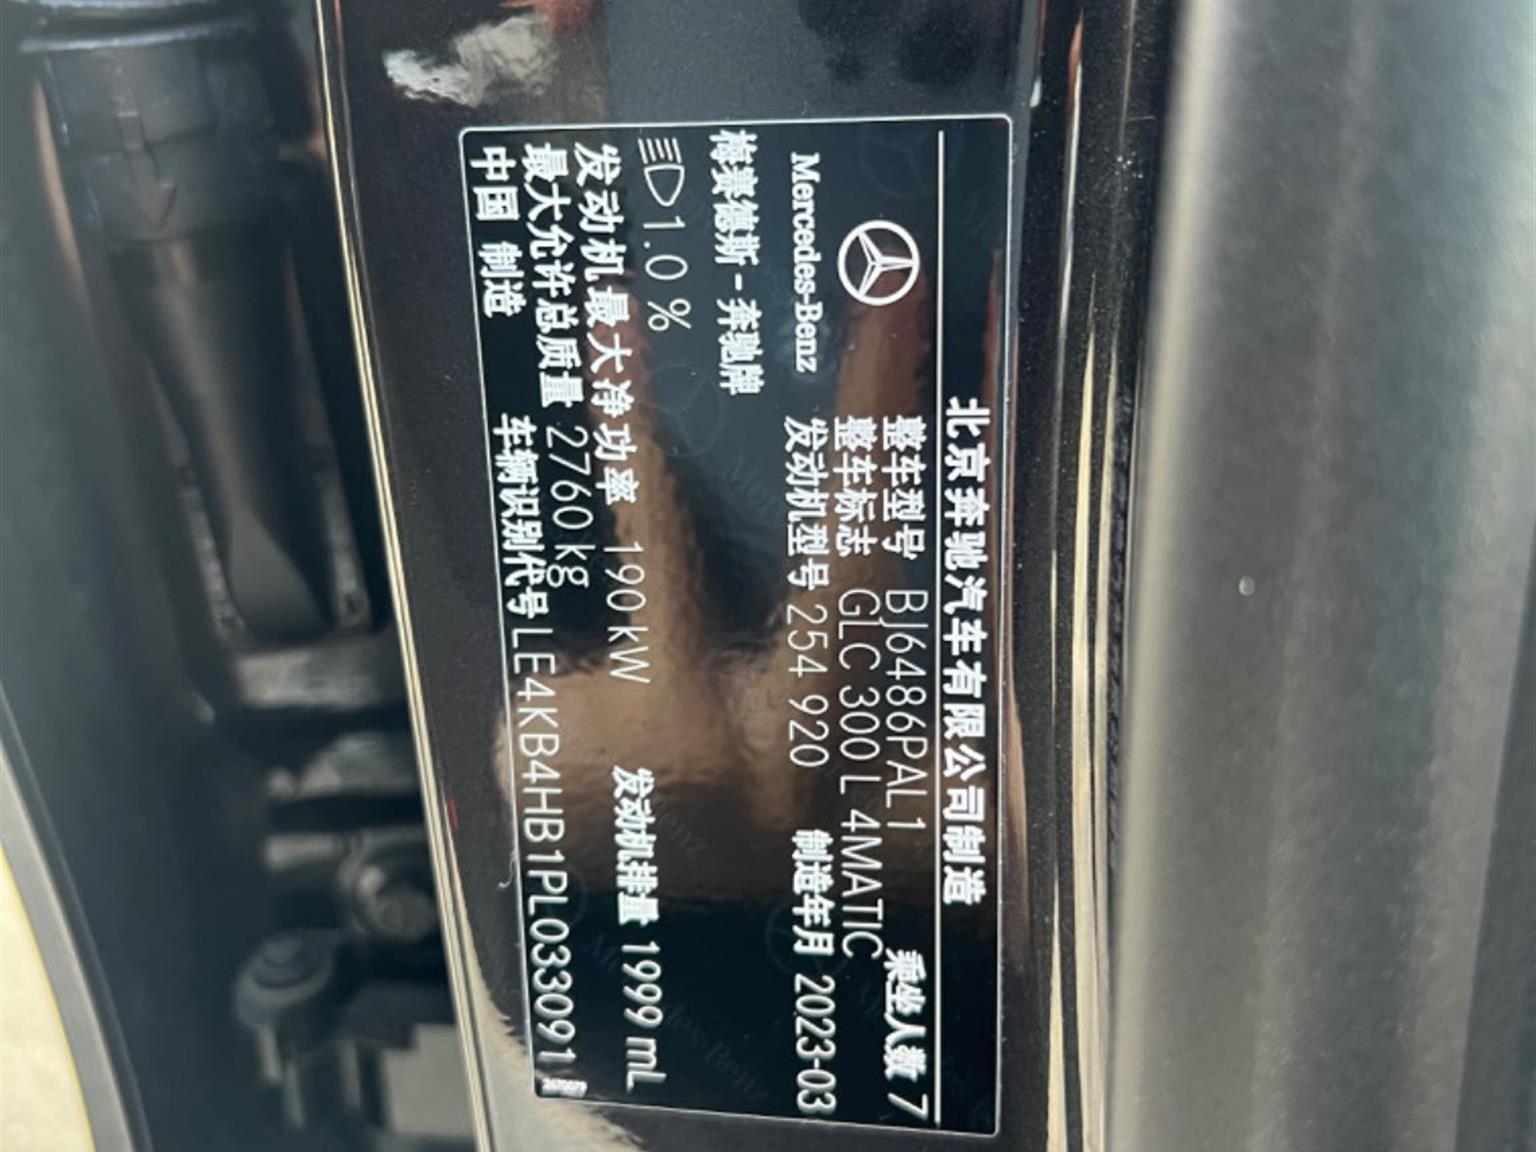 北京奔驰汽车有限公司制造
整车型号 BJ6486PAL1 乘坐人数 7
整车标志 GLC 300 L 4MATIC
Mercedes-Benz 发动机型号 254 920 制造年月 2023-03
梅赛德斯-奔驰牌
1.0 %
发动机最大净功率 190 kW 发动机排量 1999 mL
最大允许总质量 2760 kg
中国 制造 车辆识别代号 LE4KB4HB1PL033091